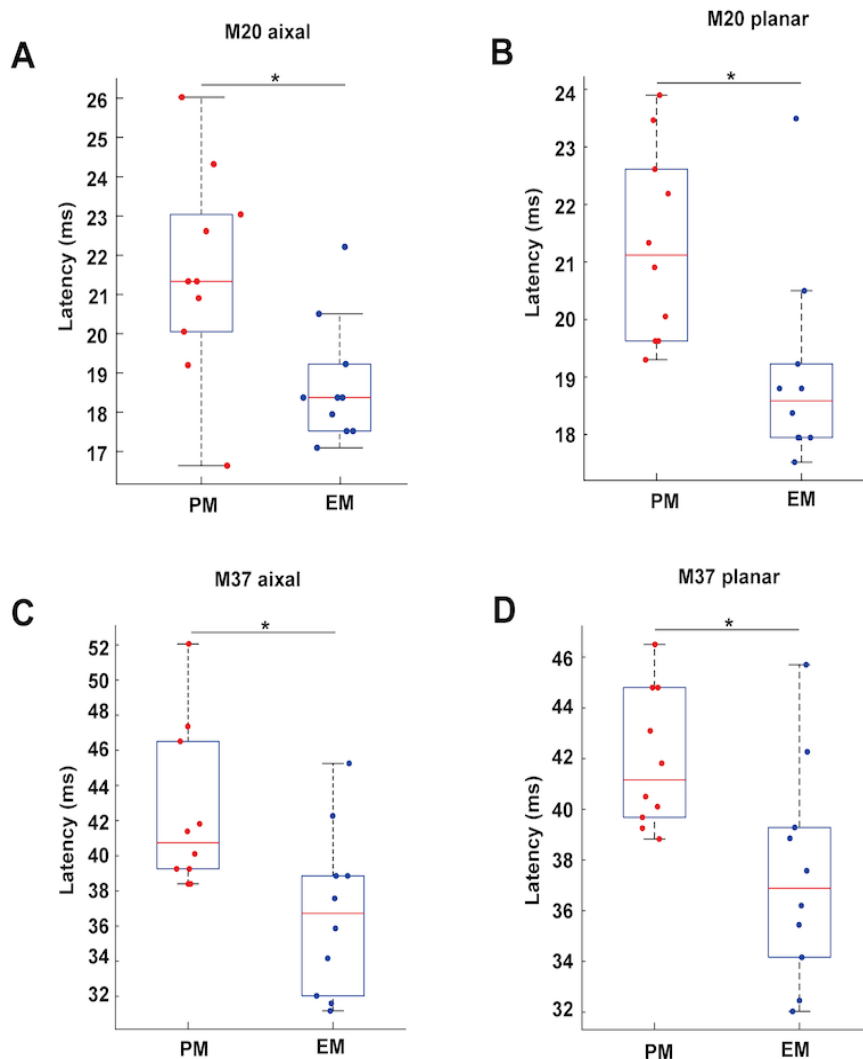 M20 aixal
A
*
26
25
24
23
22
21
20
19
18
17
Latency (ms)
PM EM
M20 planar
B
*
24
23
22
21
20
19
18
Latency (ms)
PM EM
M37 aixal
C
*
52
50
48
46
44
42
40
38
36
34
32
Latency (ms)
PM EM
M37 planar
D
*
46
44
42
40
38
36
34
32
Latency (ms)
PM EM